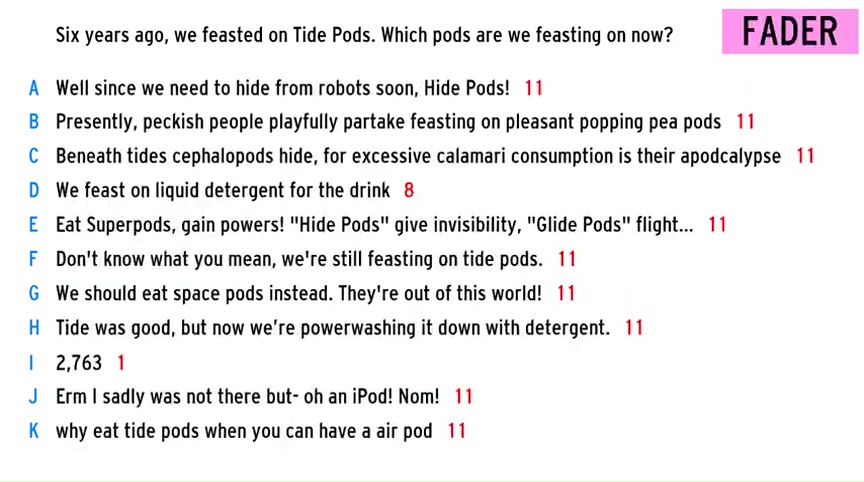 Six years ago, we feasted on Tide Pods. Which pods are we feasting on now?
FADER
A Well since we need to hide from robots soon, Hide Pods! 11
B Presently, peckish people playfully partake feasting on pleasant popping pea pods 11
C Beneath tides cephalopods hide, for excessive calamari consumption is their apodcalypse 11
D We feast on liquid detergent for the drink 8
E Eat Superpods, gain powers! "Hide Pods" give invisibility, "Glide Pods" flight... 11
F Don't know what you mean, we're still feasting on tide pods. 11
G We should eat space pods instead. They're out of this world! 11
H Tide was good, but now we’re powerwashing it down with detergent. 11
I 2,763 1
J Erm I sadly was not there but- oh an iPod! Nom! 11
K why eat tide pods when you can have a air pod 11